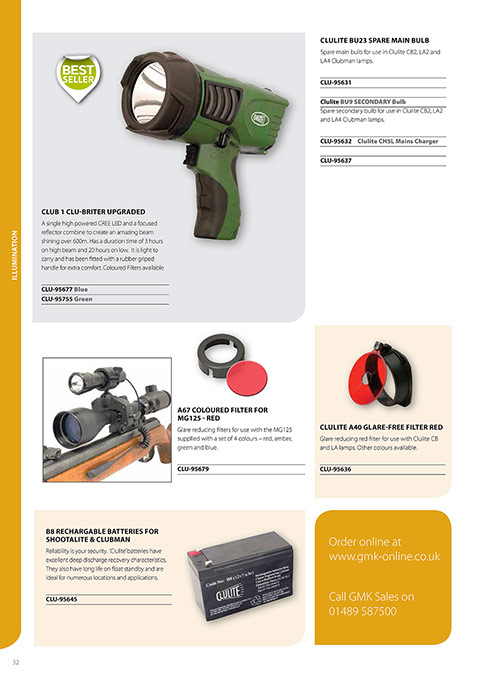 BEST
SELLER
CLULITE
CLUB 1 CLU-BRITER UPGRADED
A single high powered CREE LED and a focused
reflector combine to create an amazing beam
shining over 600m. Has a duration time of 3 hours
on high beam and 20 hours on low. It is light to
carry and has been fitted with a rubber griped
handle for extra comfort. Coloured Filters available.
CLU-95677 Blue
CLU-95755 Green
CLULITE BU23 SPARE MAIN BULB
Spare main bulb for use in Clulite CB2, LA2 and
LA4 Clubman lamps.
CLU-95631
Clulite BU9 SECONDARY Bulb
Spare secondary bulb for use in Clulite CB2, LA2
and LA4 Clubman lamps.
CLU-95632 Clulite CH5L Mains Charger
CLU-95637
ILLUMINATION
A67 COLOURED FILTER FOR
MG125 - RED
Glare reducing filters for use with the MG125
supplied with a set of 4 colours – red, amber,
green and blue.
CLU-95679
CLULITE A40 GLARE-FREE FILTER RED
Glare reducing red filter for use with Clulite CB
and LA lamps. Other colours available.
CLU-95636
B8 RECHARGABLE BATTERIES FOR
SHOOTALITE & CLUBMAN
Reliability is your security. 'Clulite' batteries have
excellent deep discharge recovery characteristics.
They also have long life on float standby and are
ideal for numerous locations and applications.
CLU-95645
Code No: B8 (12v7 a/hr)
CLULITE
Order online at
www.gmk-online.co.uk
Call GMK Sales on
01489 587500
32